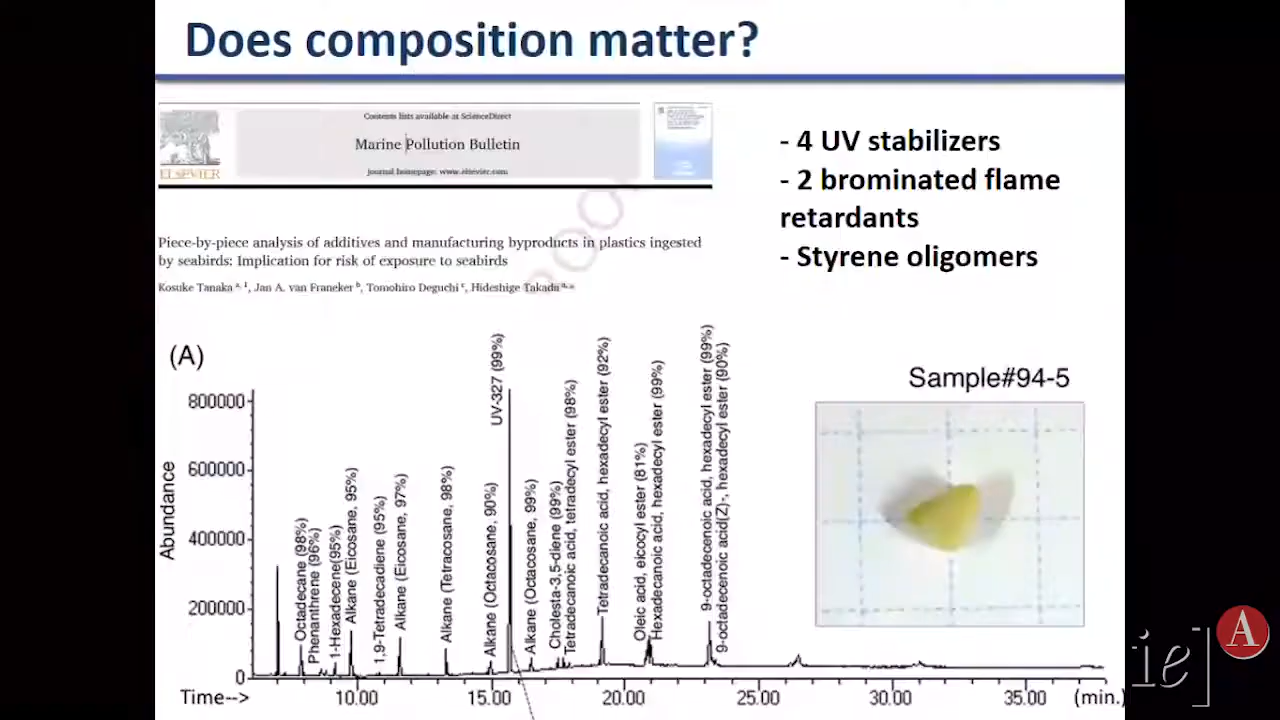 Does composition matter?
Contents lists available at ScienceDirect
Marine Pollution Bulletin
journal homepage: www.elsevier.com
ELSEVIER
- 4 UV stabilizers
- 2 brominated flame
retardants
- Styrene oligomers
Piece-by-piece analysis of additives and manufacturing byproducts in plastics ingested
by seabirds: Implication for risk of exposure to seabirds
Kosuke Tanaka a, 1, Jan A. van Franeker b, Tomohiro Deguchi c, Hideshige Takada
(A)
Sample#94-5
Abundance
800000
600000
400000
200000
0
Octadecane (98%)
Phenanthrene (96%)
1-Hexadecene(95%)
Alkane (Eicosane, 95%)
1,9-Tetradecadiene (95%)
Alkane (Eicosane, 97%)
Alkane (Tetracosane, 98%)
Alkane (Octacosane, 90%)
UV-327 (99%)
Alkane (Octacosane, 99%)
Cholesta-3,5-diene (99%)
Tetradecanoic acid, tetradecyl ester (98%)
Tetradecanoic acid, hexadecyl ester (92%)
Oleic acid, eicocyl ester (81%)
Hexadecanoic acid, hexadecyl ester (99%)
9-octadecenoic acid, hexadecyl ester (99%)
9-octadecenoic acid(Z)-, hexadecyl ester (90%)
Time-->
10.00
15.00
20.00
25.00
30.00
35.00
(min.)
ie]
A